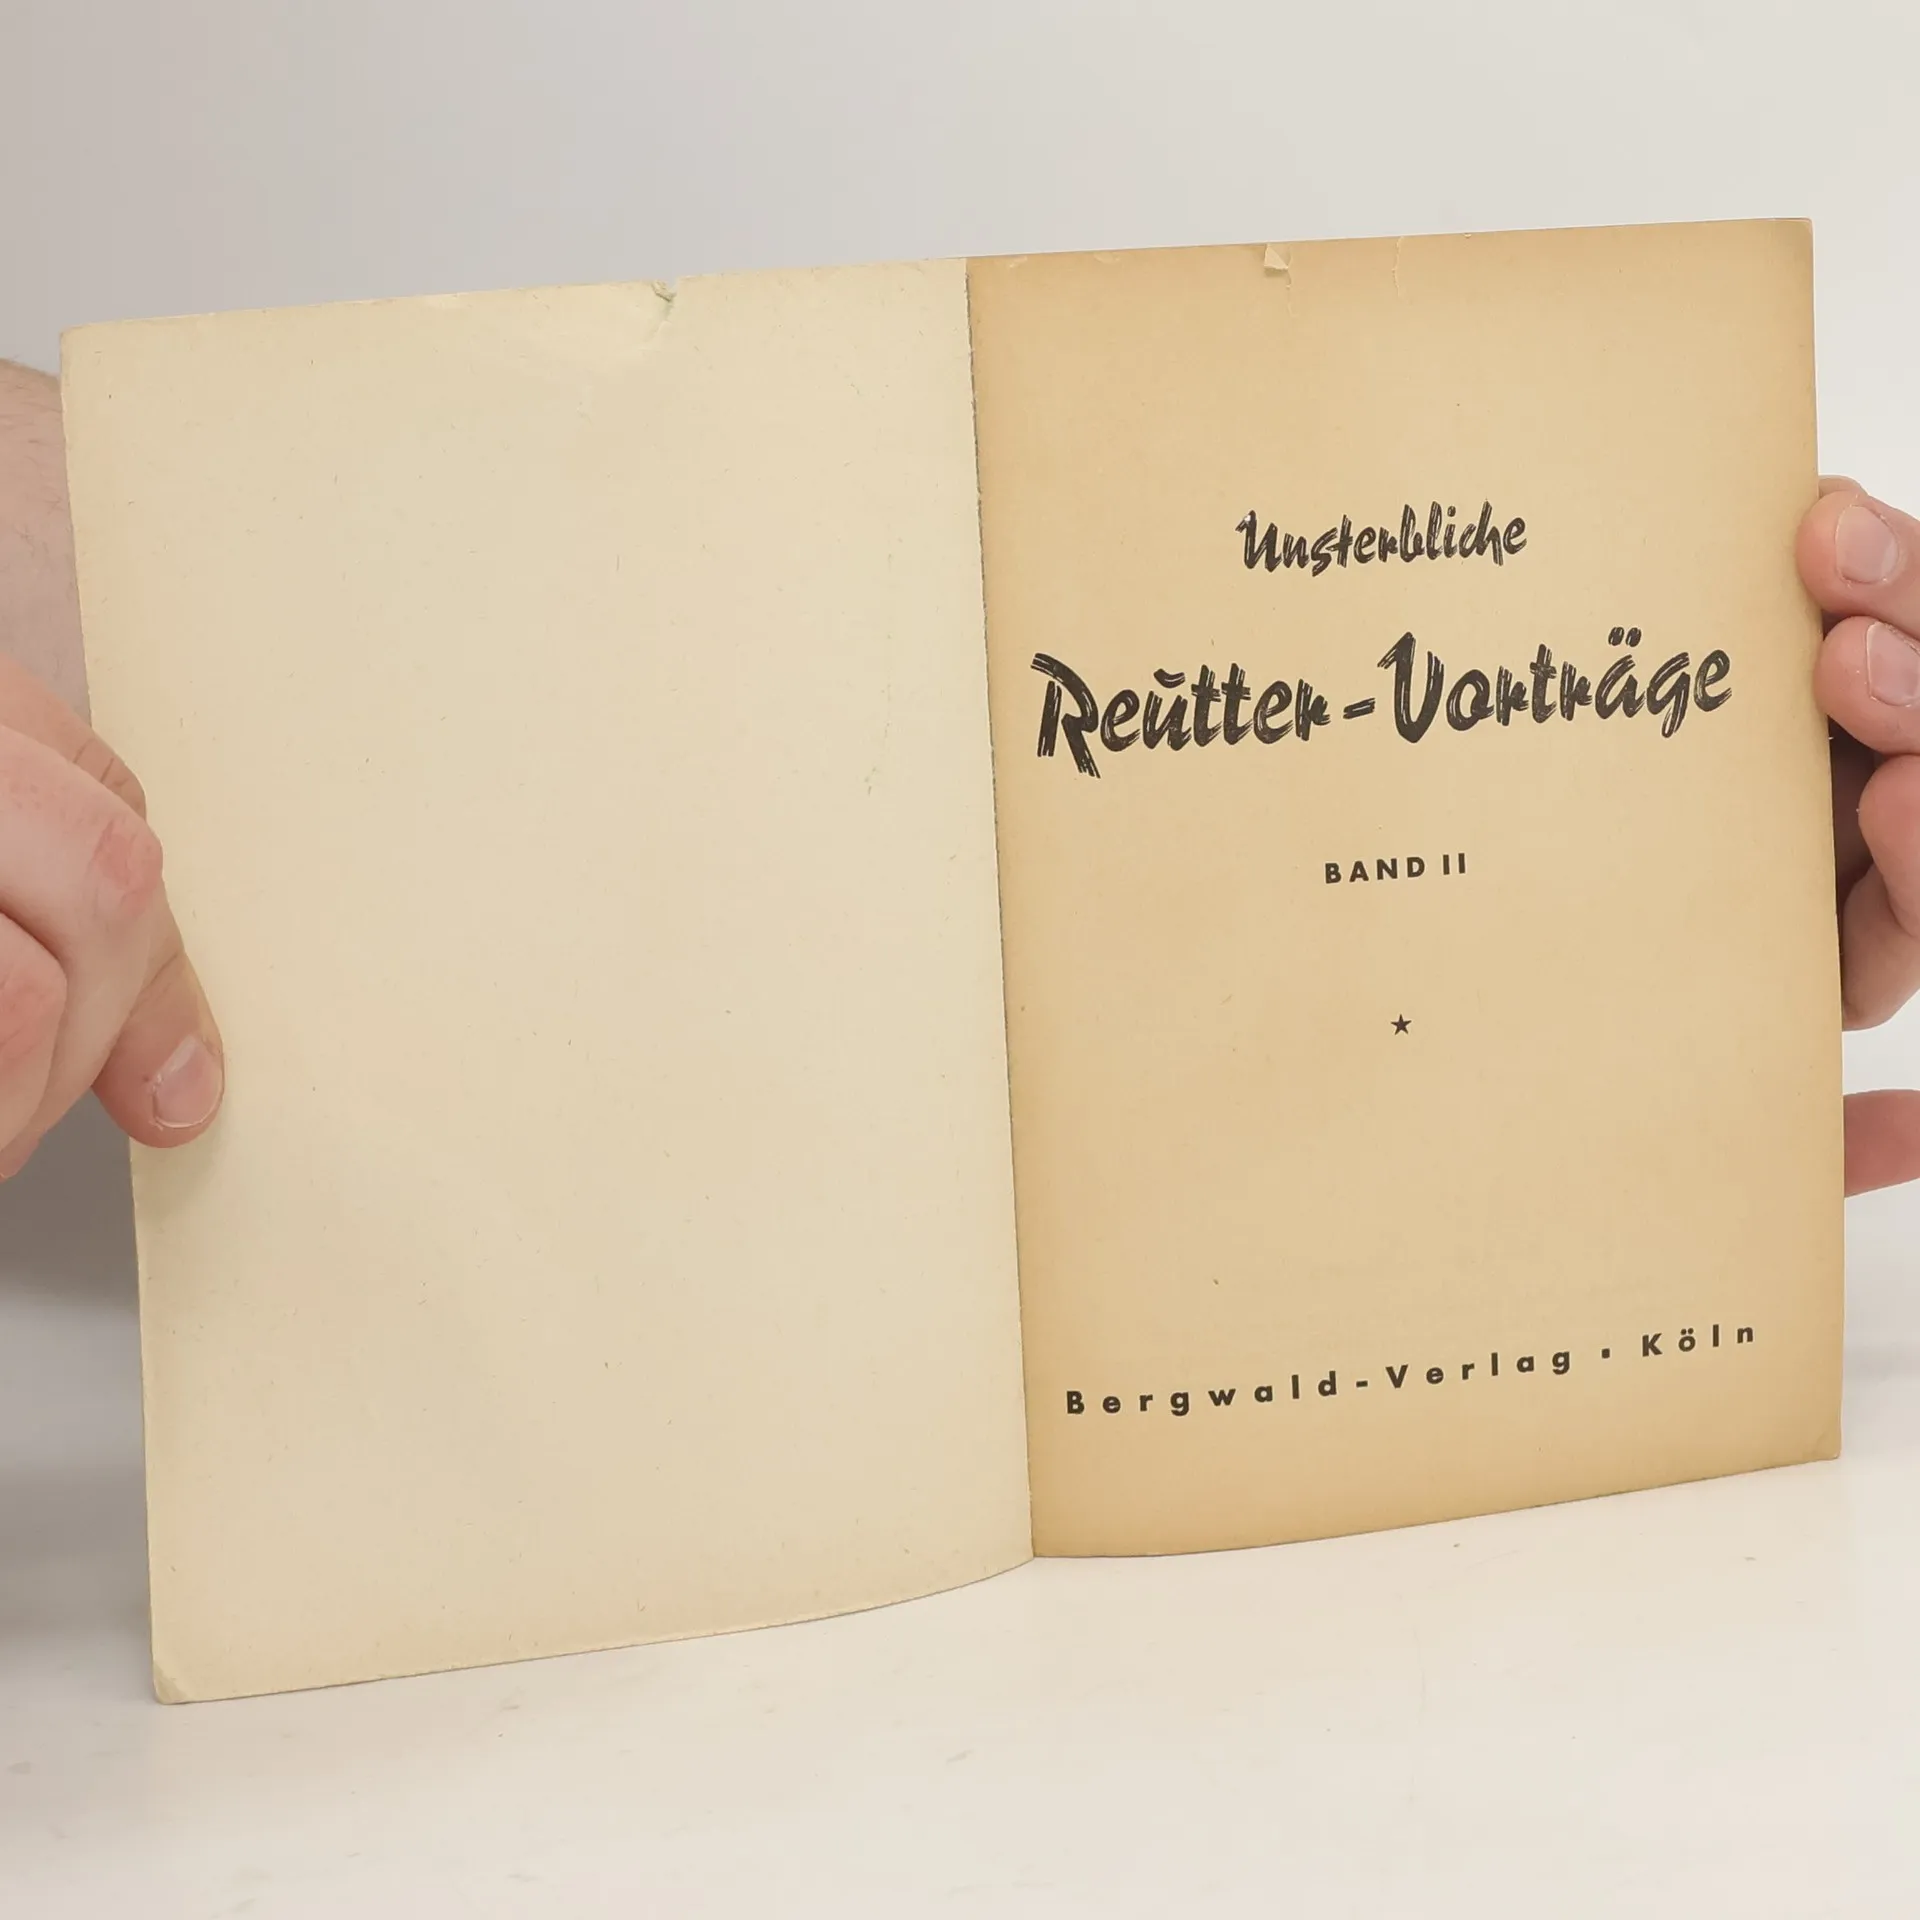 Unsterbliche
Reutter-Vorträge
BAND II
★
Bergwald-Verlag · Köln